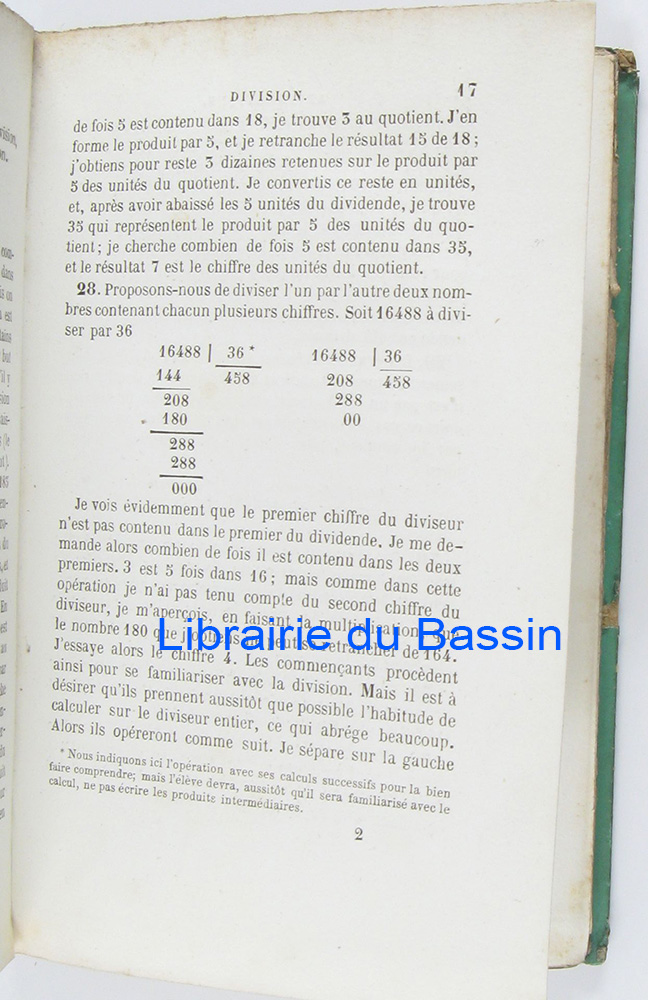 DIVISION. 17
de fois 5 est contenu dans 18, je trouve 3 au quotient. J'en
forme le produit par 5, et je retranche le résultat 15 de 18 ;
j'obtiens pour reste 3 dizaines retenues sur le produit par
5 des unités du quotient. Je convertis ce reste en unités,
et, après avoir abaissé les 5 unités du dividende, je trouve
35 qui représentent le produit par 5 des unités du quo-
tient; je cherche combien de fois 5 est contenu dans 35,
et le résultat 7 est le chiffre des unités du quotient.
28. Proposons-nous de diviser l'un par l'autre deux nom-
bres contenant chacun plusieurs chiffres. Soit 16488 à divi-
ser par 36
16488 | 36 * 16488 | 36
144 458 208 458
208 288
180 00
288
288
000
Je vois évidemment que le premier chiffre du diviseur
n'est pas contenu dans le premier du dividende. Je me de-
mande alors combien de fois il est contenu dans les deux
premiers. 3 est 5 fois dans 16 ; mais comme dans cette
opération je n'ai pas tenu compte du second chiffre du
diviseur, je m'aperçois, en faisant la multiplication, que
le nombre 180 que j'obtiens retrancher de 164.
Librairie du Bassin
J'essaye alors le chiffre 4. Les commençants procèdent
ainsi pour se familiariser avec la division. Mais il est à
désirer qu'ils prennent aussitôt que possible l'habitude de
calculer sur le diviseur entier, ce qui abrége beaucoup.
Alors ils opéreront comme suit. Je sépare sur la gauche
* Nous indiquons ici l'opération avec ses calculs successifs pour la bien
faire comprendre; mais l'élève devra, aussitôt qu'il sera familiarisé avec le
calcul, ne pas écrire les produits intermédiaires.
2